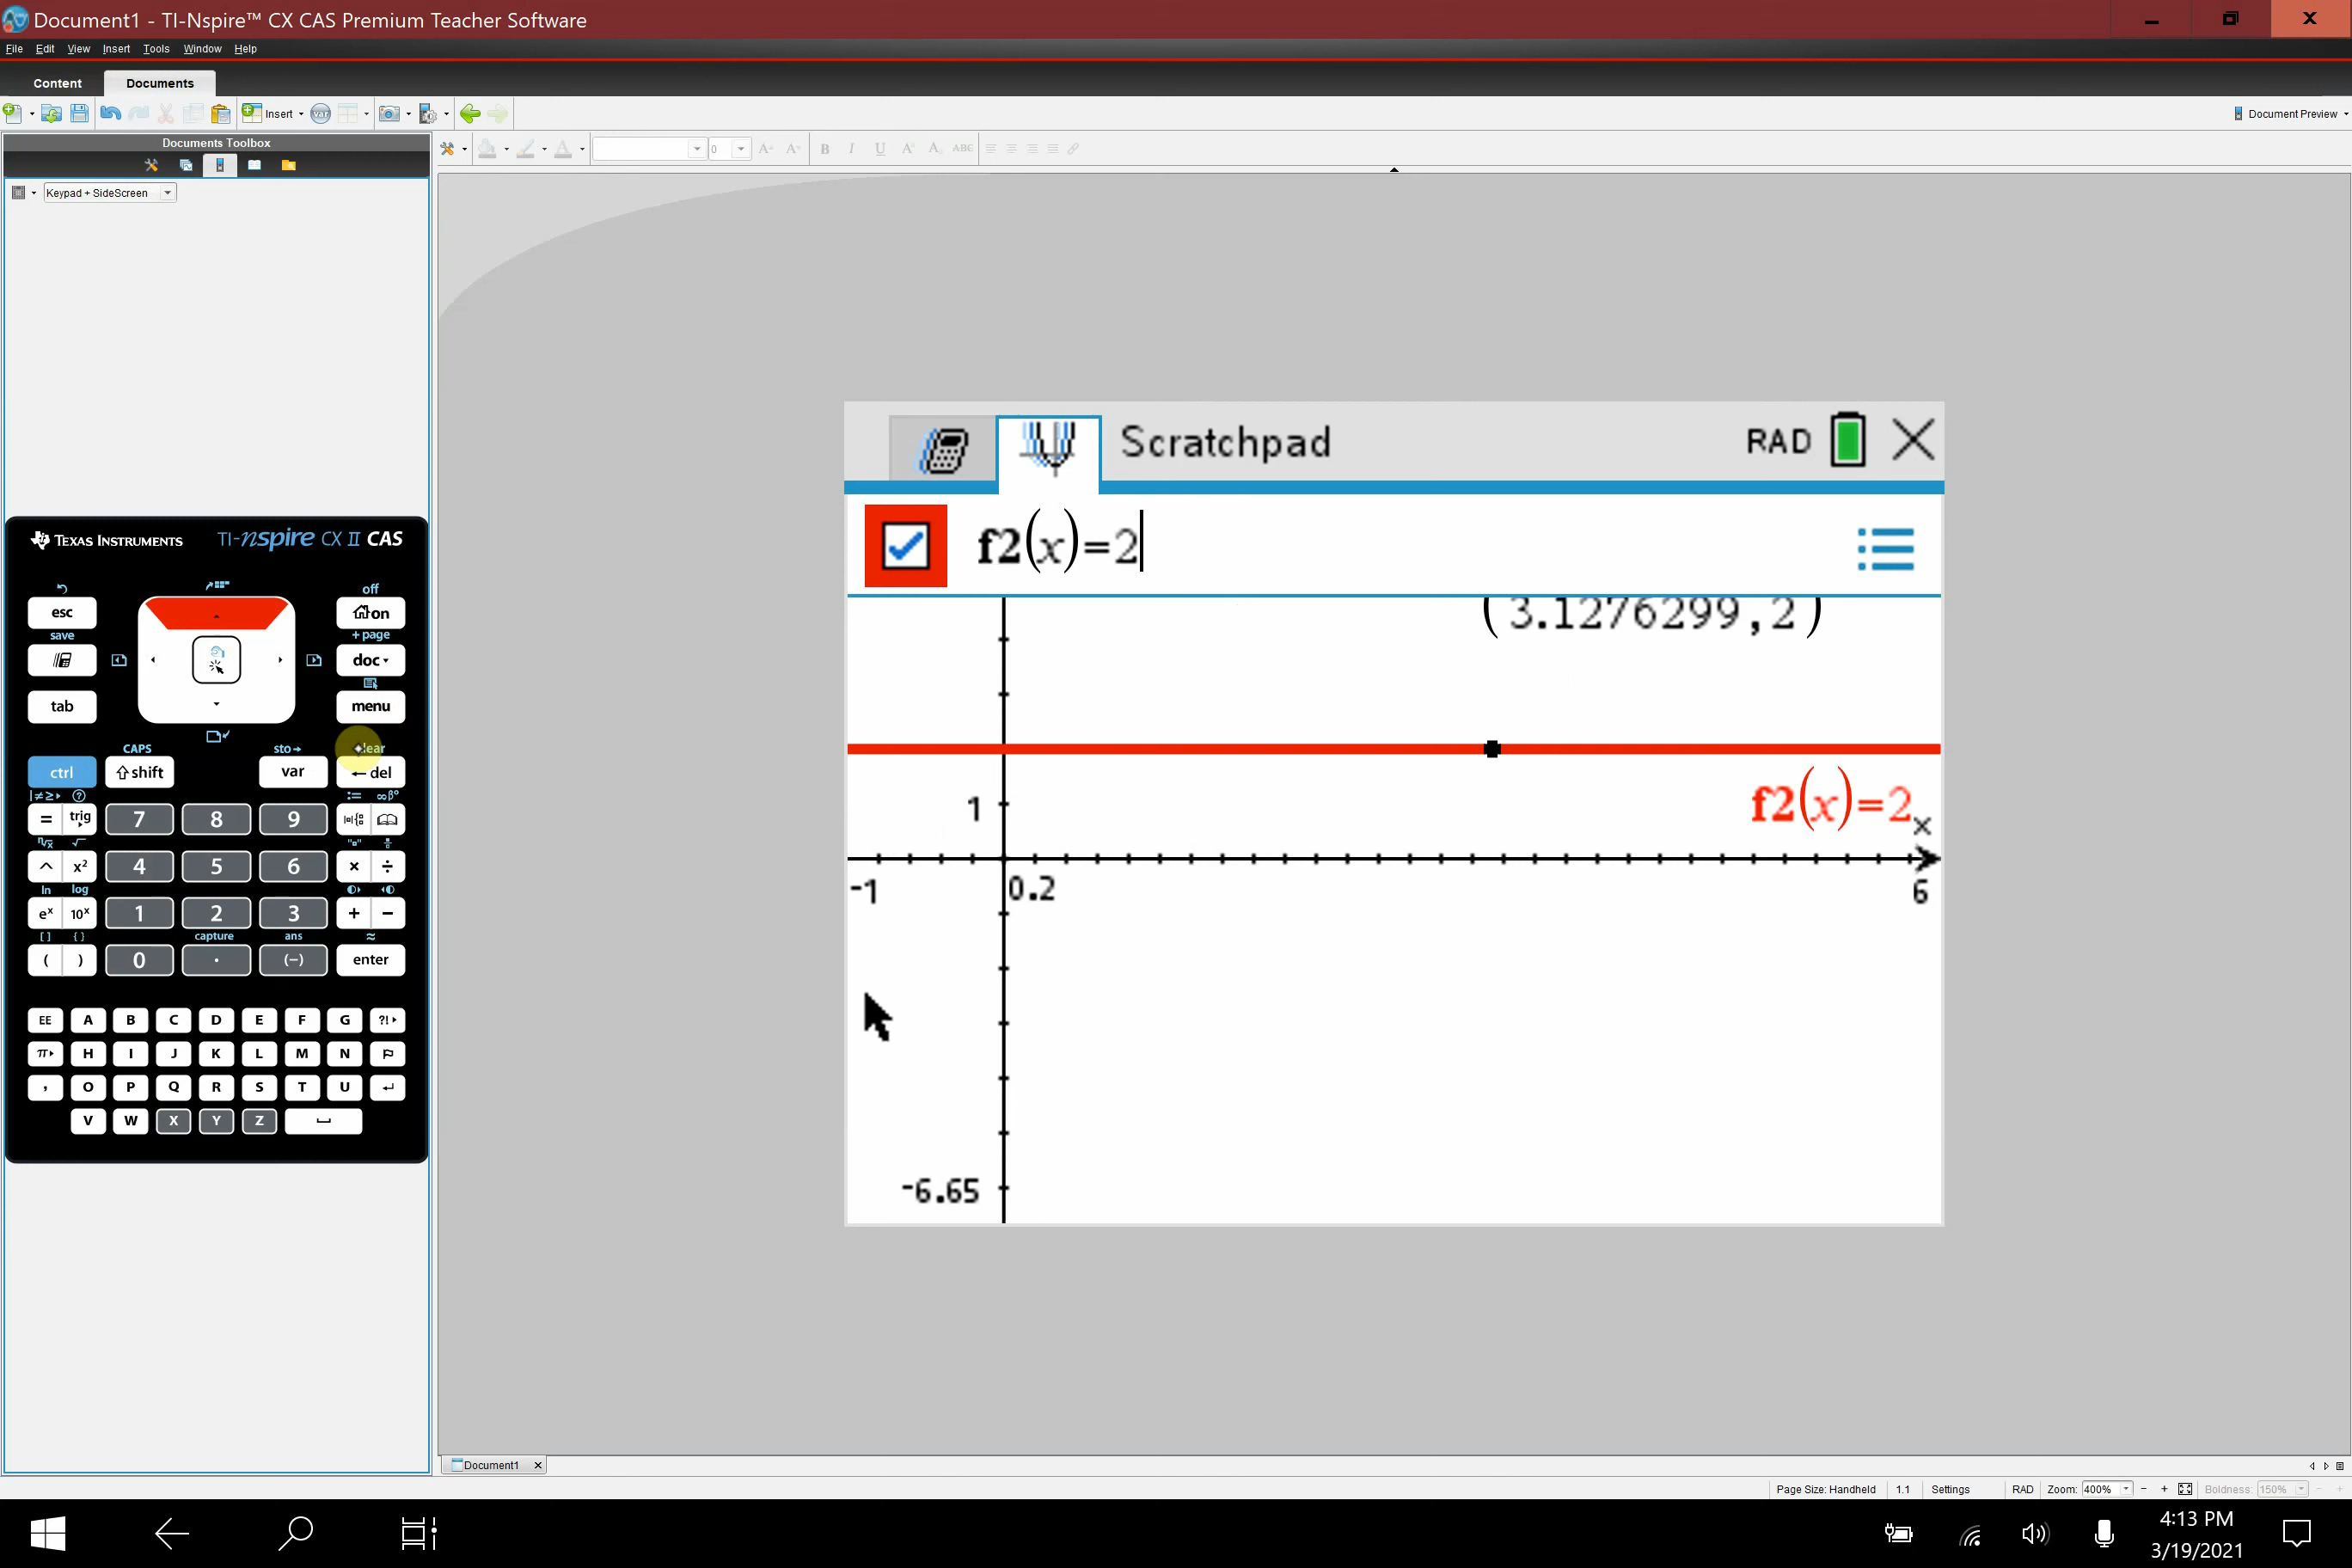 Document1 - TI-Nspire™ CX CAS Premium Teacher Software
File Edit View Insert Tools Window Help
Content Documents
Insert
Document Preview
Documents Toolbox
0 A A B I U A A ABC
Keypad + SideScreen
Scratchpad RAD
f2(x)=2
(3.1276299,2)
1
f2(x)=2
x
-1 0.2 6
-6.65
TEXAS INSTRUMENTS TI-nspire CX II CAS
off
esc on
save + page
doc
tab menu
CAPS sto→ clear
ctrl shift var del
|≠≥ ? := ∞β°
= trig 7 8 9
ⁿ√x √ "▫" ÷
^ x² 4 5 6 × ÷
ln log
eˣ 10ˣ 1 2 3 + −
[ ] { } capture ans ≈
( ) 0 . (−) enter
EE A B C D E F G ?!
π H I J K L M N
, O P Q R S T U
V W X Y Z
Document1
Page Size: Handheld 1.1 Settings RAD Zoom: 400% − + Boldness: 150% − +
4:13 PM
3/19/2021